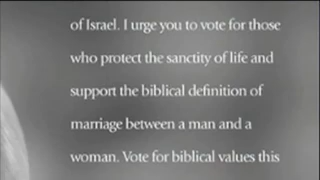 of Israel. I urge you to vote for those
who protect the sanctity of life and
support the biblical definition of
marriage between a man and a
woman. Vote for biblical values this